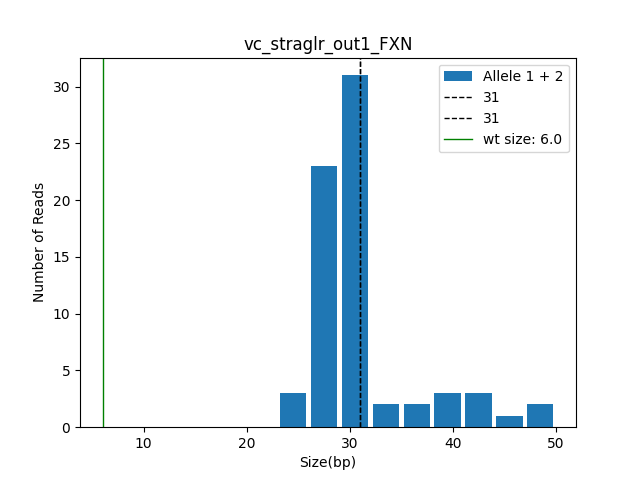 vc_straglr_out1_FXN
Allele 1 + 2
31
31
wt size: 6.0
Number of Reads
30
25
20
15
10
5
0
10 20 30 40 50
Size(bp)